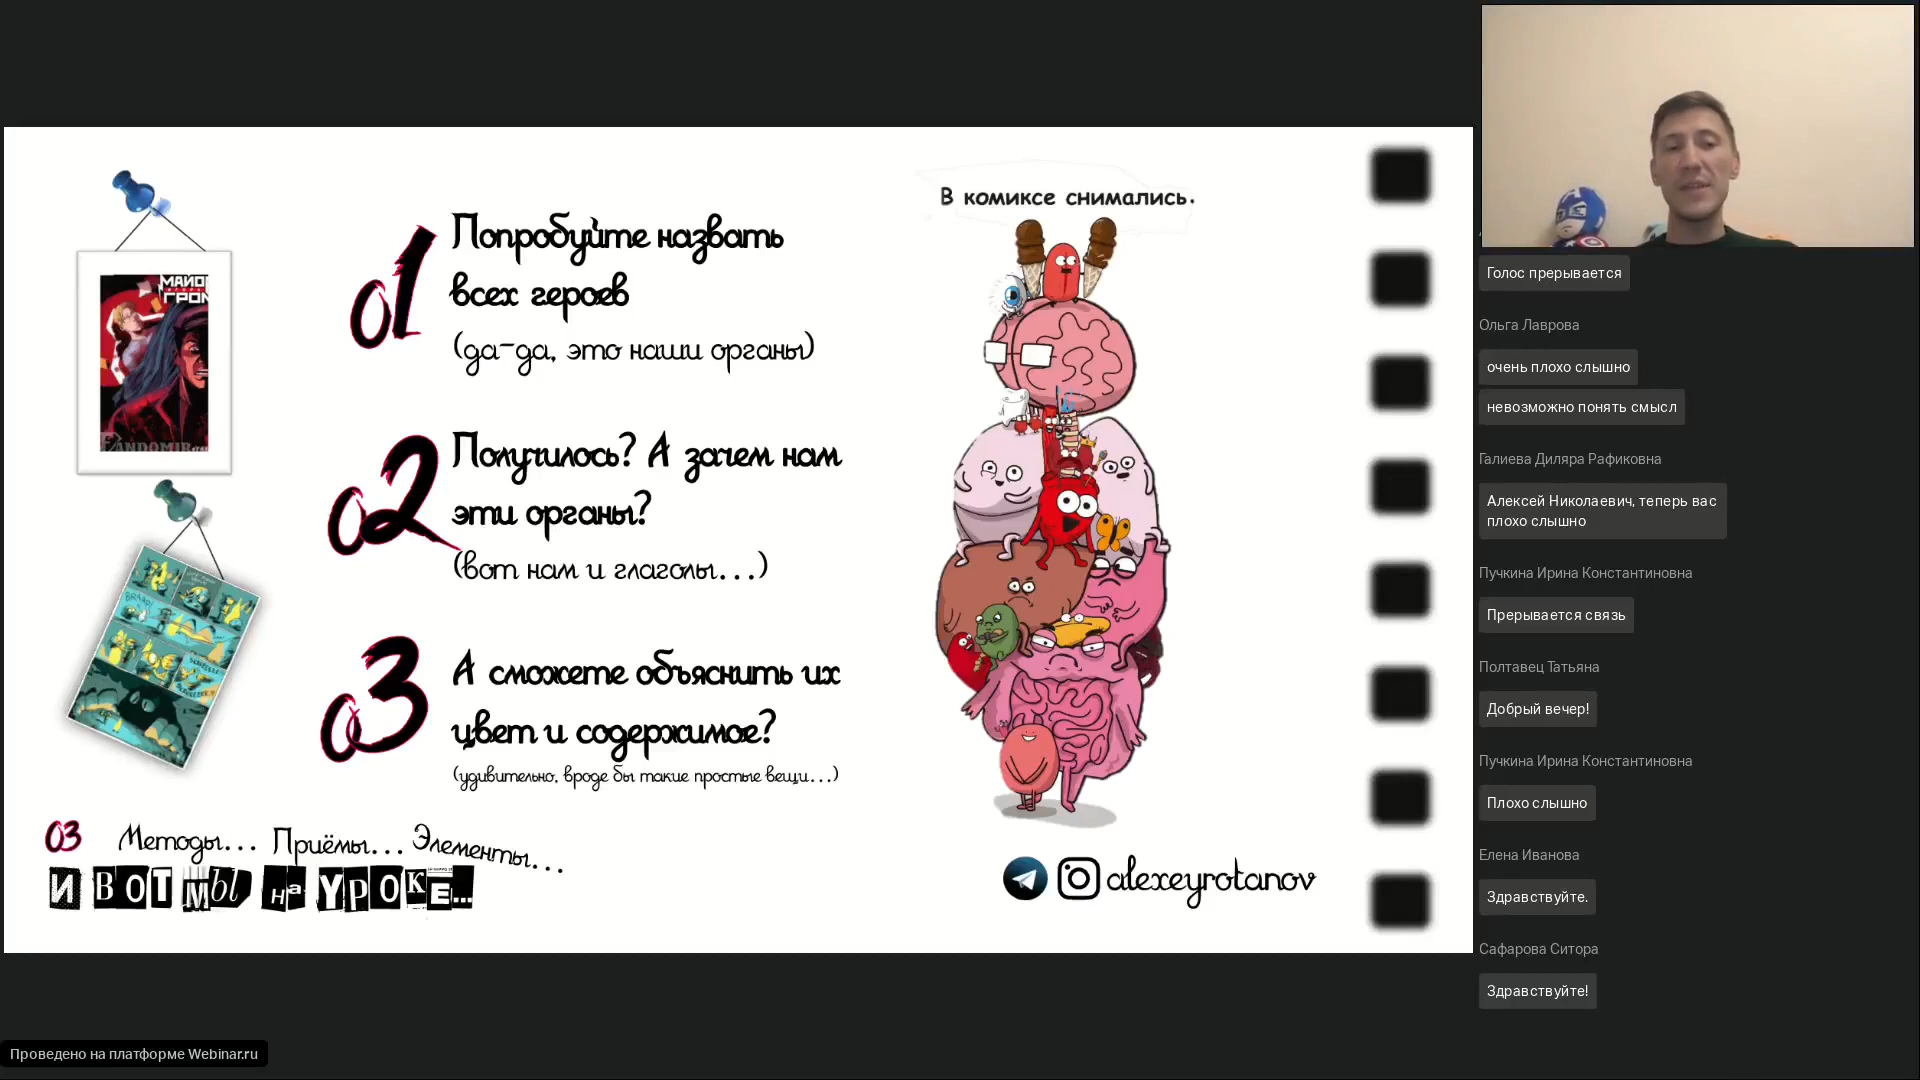 МАЙОР
ГРОМ
Попробуйте назвать
01
всех героев
(да-да, это наши органы)
02
Получилось? А зачем нам
эти органы?
(вот нам и глаголы...)
03
А сможете объяснить их
цвет и содержимое?
(удивительно, вроде бы такие простые вещи...)
В комиксе снимались.
03 Методы... Приёмы... Элементы...
И ВОТ МЫ На УРОКЕ...
alexeyrotanov
Голос прерывается
Ольга Лаврова
очень плохо слышно
невозможно понять смысл
Галиева Диляра Рафиковна
Алексей Николаевич, теперь вас
плохо слышно
Пучкина Ирина Константиновна
Прерывается связь
Полтавец Татьяна
Добрый вечер!
Пучкина Ирина Константиновна
Плохо слышно
Елена Иванова
Здравствуйте.
Сафарова Ситора
Здравствуйте!
Проведено на платформе Webinar.ru